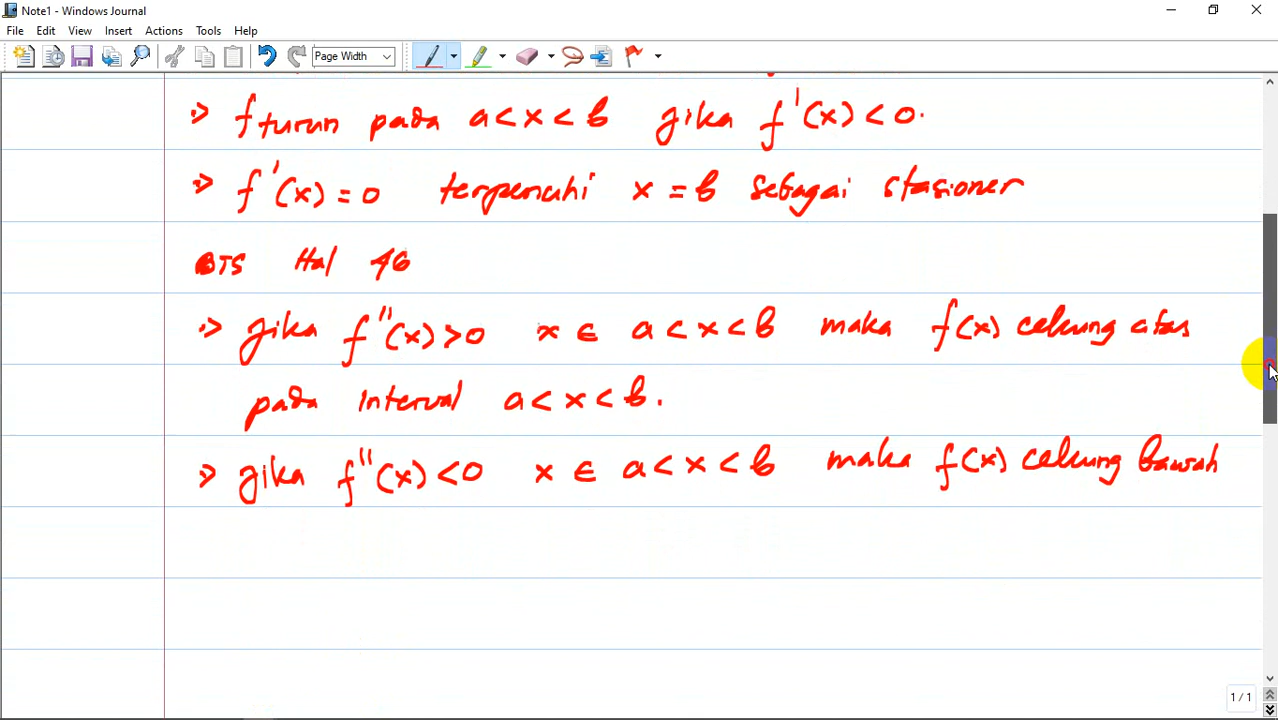 Note1 - Windows Journal
File Edit View Insert Actions Tools Help
Page Width
=> f turun pada a < x < b jika f'(x) < 0.
=> f'(x) = 0 terpenuhi x = b sebagai stasioner
BTS Hal 46
=> jika f''(x) > 0 x ∈ a < x < b maka f(x) cekung atas
pada interval a < x < b.
=> jika f''(x) < 0 x ∈ a < x < b maka f(x) cekung bawah
1 / 1